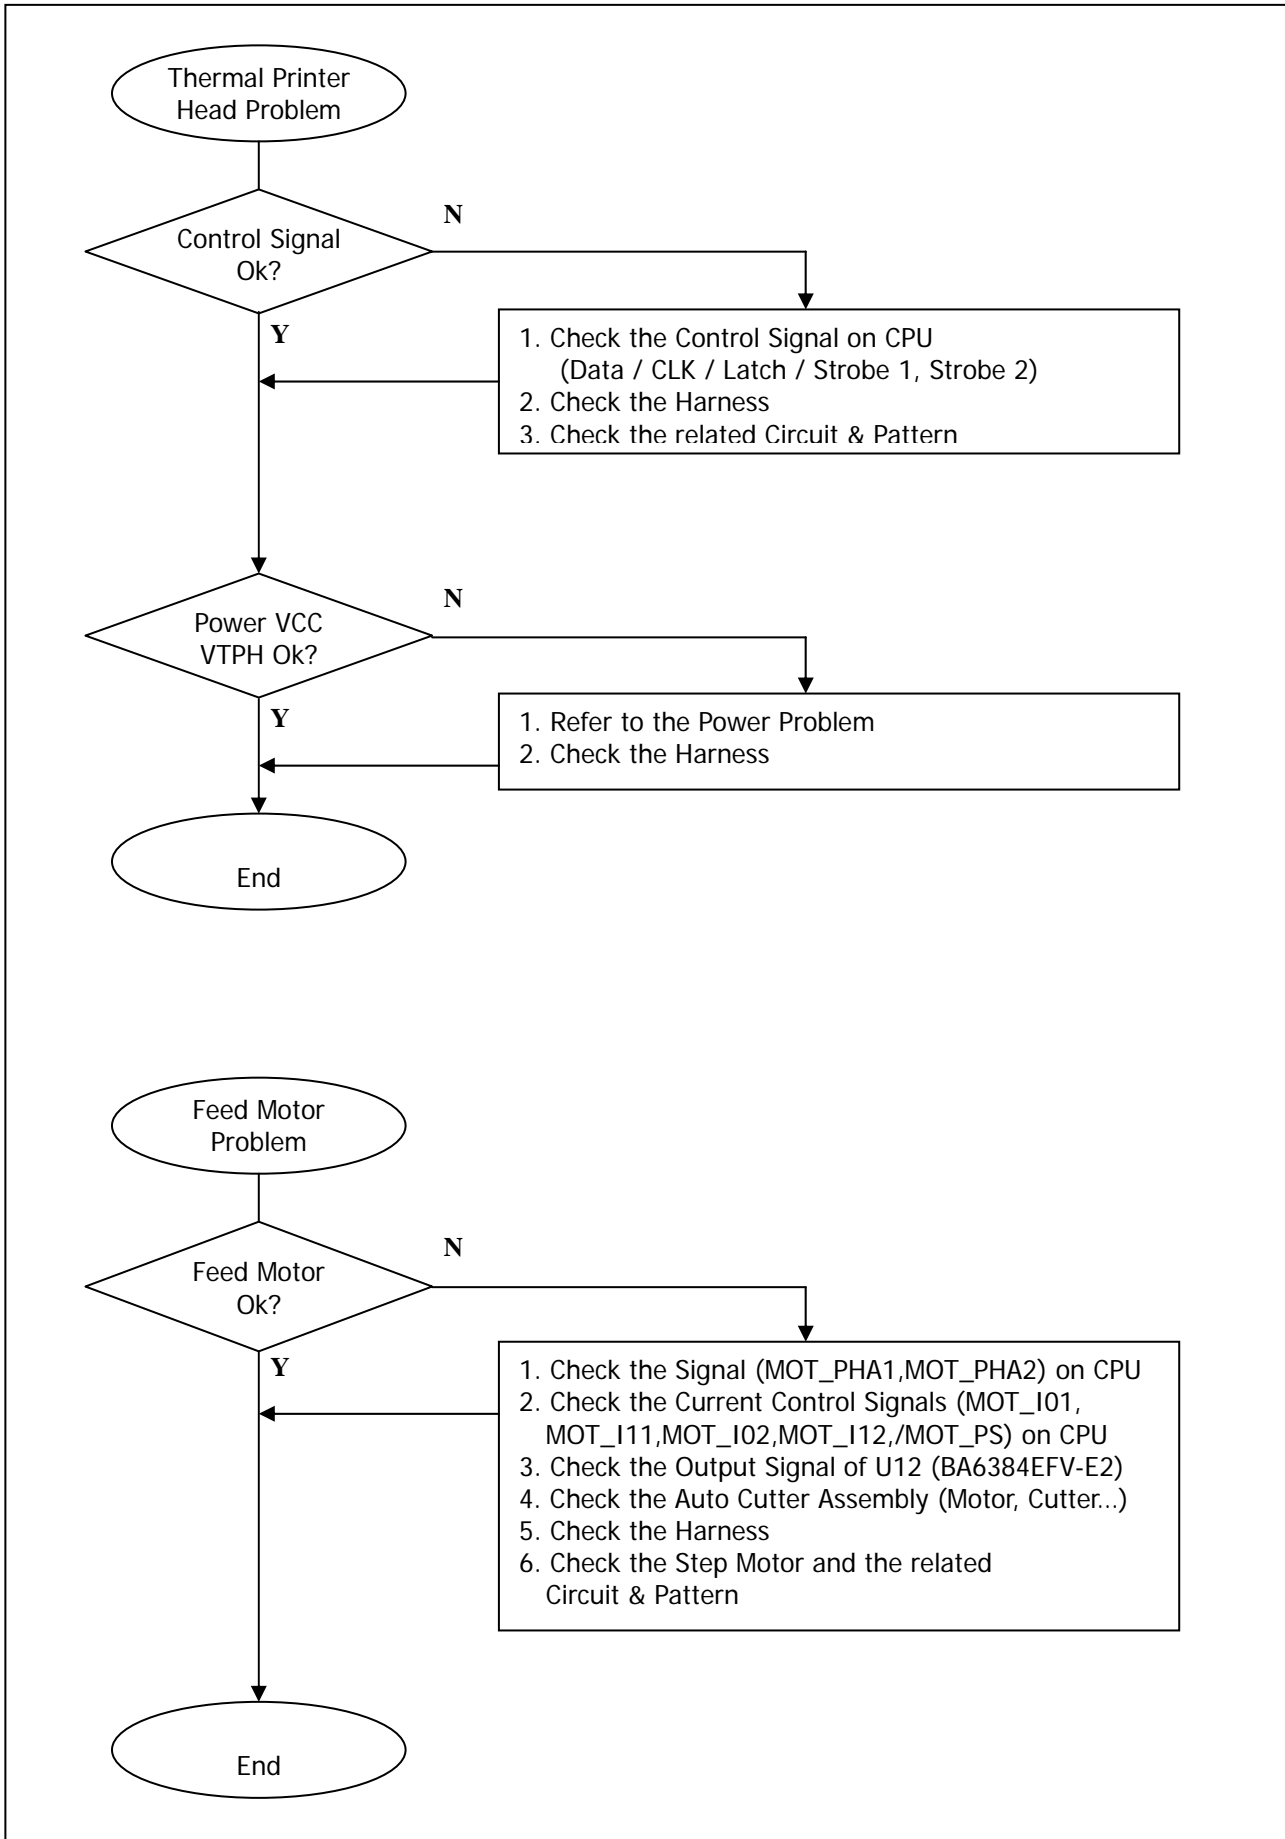 Thermal Printer
Head Problem
N
Control Signal
Ok?
Y
1. Check the Control Signal on CPU
(Data / CLK / Latch / Strobe 1, Strobe 2)
2. Check the Harness
3. Check the related Circuit & Pattern
N
Power VCC
VTPH Ok?
Y
1. Refer to the Power Problem
2. Check the Harness
End
Feed Motor
Problem
N
Feed Motor
Ok?
Y
1. Check the Signal (MOT_PHA1,MOT_PHA2) on CPU
2. Check the Current Control Signals (MOT_I01,
MOT_I11,MOT_I02,MOT_I12,/MOT_PS) on CPU
3. Check the Output Signal of U12 (BA6384EFV-E2)
4. Check the Auto Cutter Assembly (Motor, Cutter...)
5. Check the Harness
6. Check the Step Motor and the related
Circuit & Pattern
End